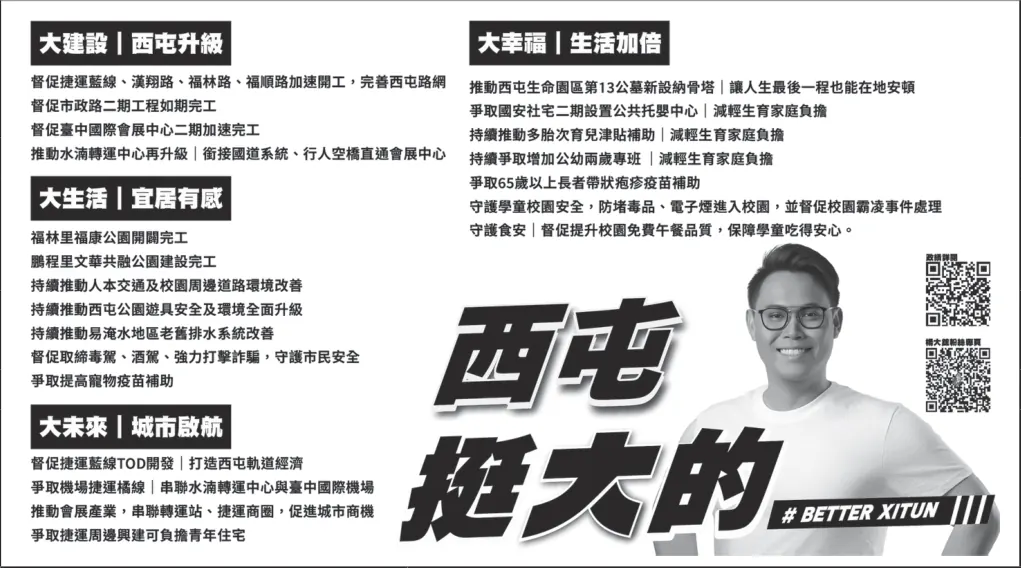 大建設｜西屯升級
督促捷運藍線、漢翔路、福林路、福順路加速開工，完善西屯路網
督促市政路二期工程如期完工
督促臺中國際會展中心二期加速完工
推動水湳轉運中心再升級｜銜接國道系統、行人空橋直通會展中心
大生活｜宜居有感
福林里福康公園開闢完工
鵬程里文華共融公園建設完工
持續推動人本交通及校園周邊道路環境改善
持續推動西屯公園遊具安全及環境全面升級
持續推動易淹水地區老舊排水系統改善
督促取締毒駕、酒駕、強力打擊詐騙，守護市民安全
爭取提高寵物疫苗補助
大未來｜城市啟航
督促捷運藍線TOD開發｜打造西屯軌道經濟
爭取機場捷運橘線｜串聯水湳轉運中心與臺中國際機場
推動會展產業，串聯轉運站、捷運商圈，促進城市商機
爭取捷運周邊興建可負擔青年住宅
大幸福｜生活加倍
推動西屯生命園區第13公墓新設納骨塔｜讓人生最後一程也能在地安頓
爭取國安社宅二期設置公共托嬰中心｜減輕生育家庭負擔
持續推動多胎次育兒津貼補助｜減輕生育家庭負擔
持續爭取增加公幼兩歲專班｜減輕生育家庭負擔
爭取65歲以上長者帶狀疱疹疫苗補助
守護學童校園安全，防堵毒品、電子煙進入校園，並督促校園霸凌事件處理
守護食安｜督促提升校園免費午餐品質，保障學童吃得安心。
政績詳閱
楊大鋐粉絲專頁
西屯
挺大的
# BETTER XITUN